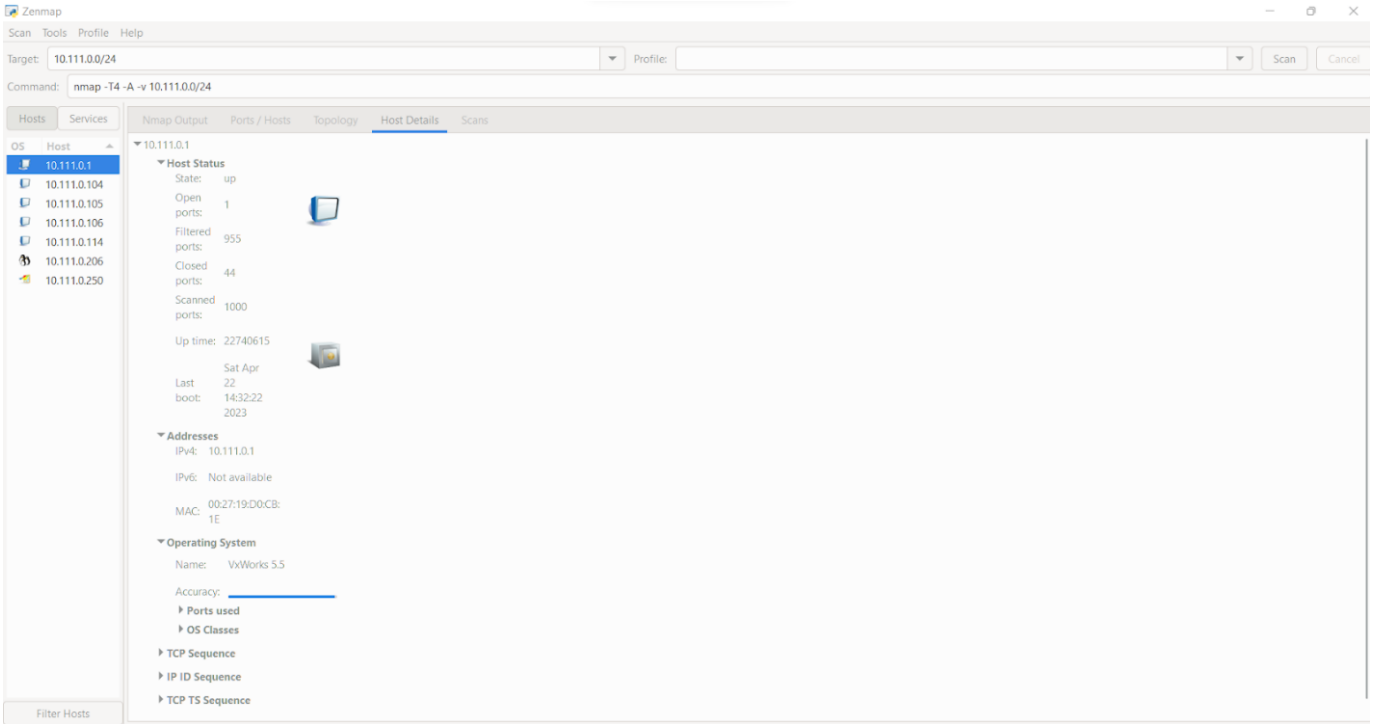 Zenmap
Scan Tools Profile Help
Target: 10.111.0.0/24 Profile: Scan Cancel
Command: nmap -T4 -A -v 10.111.0.0/24
Hosts Services
Nmap Output Ports / Hosts Topology Host Details Scans
OS Host
10.111.0.1
10.111.0.104
10.111.0.105
10.111.0.106
10.111.0.114
10.111.0.206
10.111.0.250
Filter Hosts
10.111.0.1
Host Status
State: up
Open
ports: 1
Filtered
ports: 955
Closed
ports: 44
Scanned
ports: 1000
Up time: 22740615
Last
boot:
Sat Apr
22
14:32:22
2023
Addresses
IPv4: 10.111.0.1
IPv6: Not available
MAC: 00:27:19:D0:CB:
1E
Operating System
Name: VxWorks 5.5
Accuracy:
Ports used
OS Classes
TCP Sequence
IP ID Sequence
TCP TS Sequence